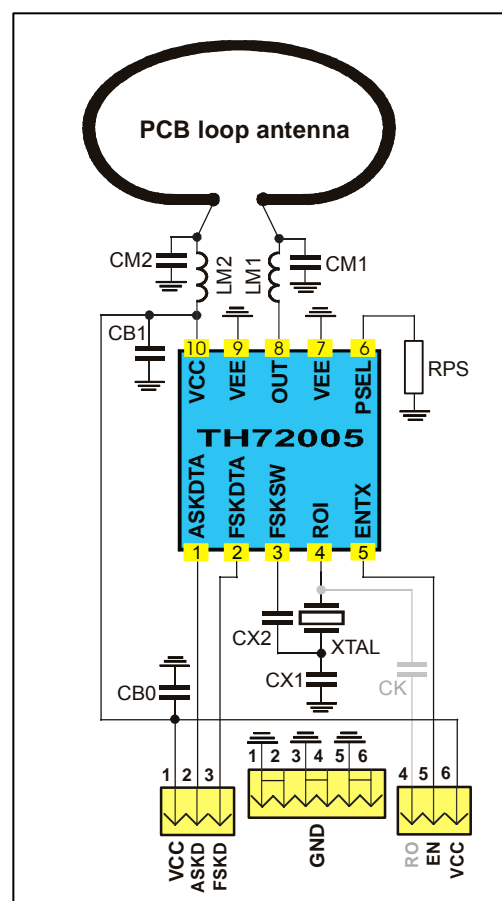 PCB loop antenna
CM2
LM2
LM1
CM1
CB1
10 9 8 7 6
VCC VEE OUT VEE PSEL
RPS
TH72005
ASKDTA FSKDTA FSKSW ROI ENTX
1 2 3 4 5
CX2
XTAL
CX1
CK
CB0
1 2 3
1 2 3 4 5 6
4 5 6
VCC ASKD FSKD
GND
RO EN VCC